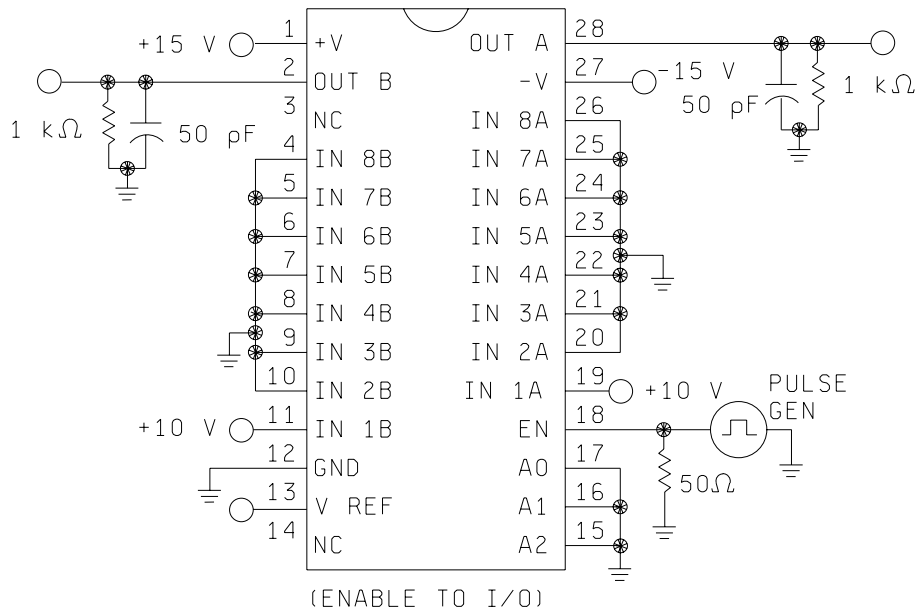 1 28
+15 V +V OUT A
2 27
OUT B -V -15 V
1 kΩ 50 pF 50 pF 1 kΩ
3 26
NC IN 8A
4 25
IN 8B IN 7A
5 24
IN 7B IN 6A
6 23
IN 6B IN 5A
7 22
IN 5B IN 4A
8 21
IN 4B IN 3A
9 20
IN 3B IN 2A
10 19
IN 2B IN 1A +10 V PULSE GEN
11 18
+10 V IN 1B EN
12 17
GND A0 50Ω
13 16
V REF A1
14 15
NC A2
(ENABLE TO I/O)